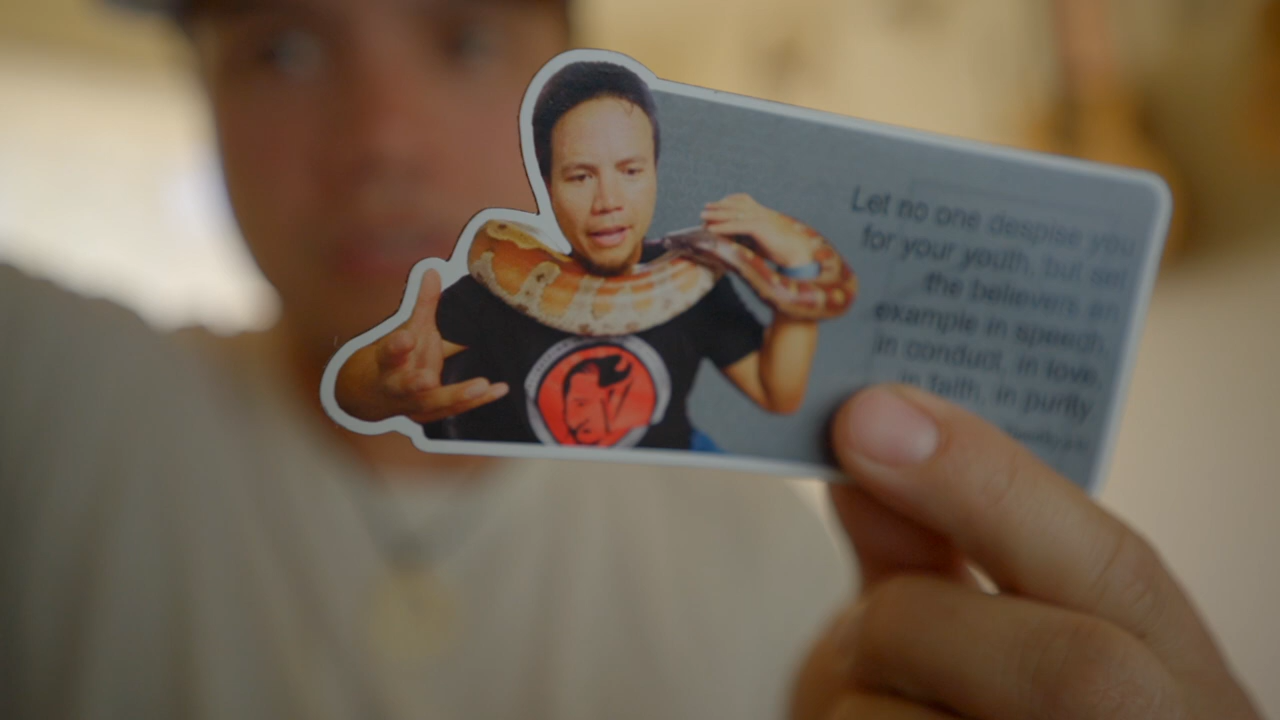 Let no one despise you
for your youth, but set
the believers an
example in speech,
in conduct, in love,
in faith, in purity